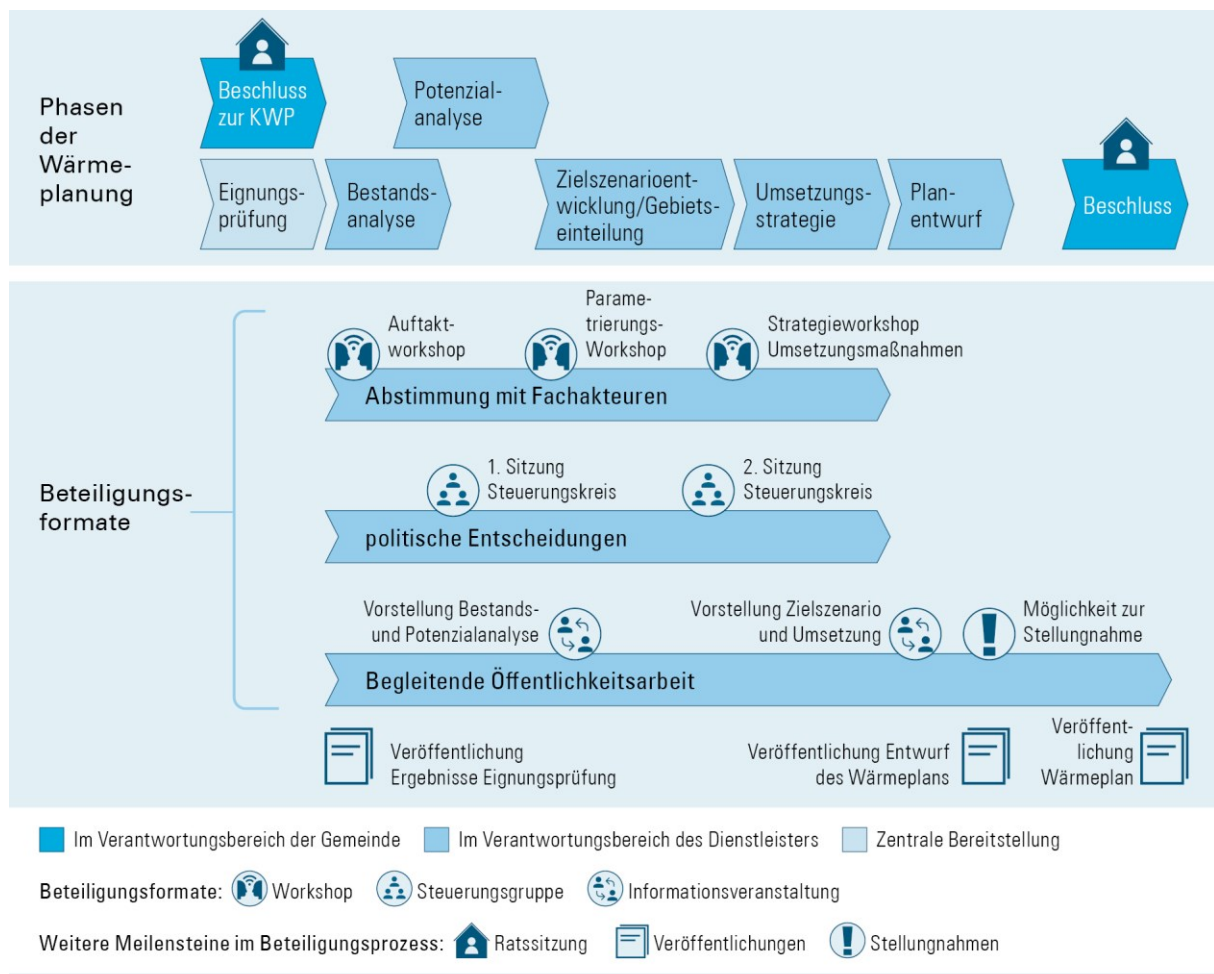 Phasen
der
Wärme-
planung
Beschluss
zur KWP
Potenzial-
analyse
Eignungs-
prüfung
Bestands-
analyse
Zielszenarioent-
wicklung/Gebiets-
einteilung
Umsetzungs-
strategie
Plan-
entwurf
Beschluss
Beteiligungs-
formate
Auftakt-
workshop
Parame-
trierungs-
Workshop
Strategieworkshop
Umsetzungsmaßnahmen
Abstimmung mit Fachakteuren
1. Sitzung
Steuerungskreis
2. Sitzung
Steuerungskreis
politische Entscheidungen
Vorstellung Bestands-
und Potenzialanalyse
Vorstellung Zielszenario
und Umsetzung
Möglichkeit zur
Stellungnahme
Begleitende Öffentlichkeitsarbeit
Veröffentlichung
Ergebnisse Eignungsprüfung
Veröffentlichung Entwurf
des Wärmeplans
Veröffent-
lichung
Wärmeplan
Im Verantwortungsbereich der Gemeinde
Im Verantwortungsbereich des Dienstleisters
Zentrale Bereitstellung
Beteiligungsformate: Workshop Steuerungsgruppe Informationsveranstaltung
Weitere Meilensteine im Beteiligungsprozess: Ratssitzung Veröffentlichungen Stellungnahmen